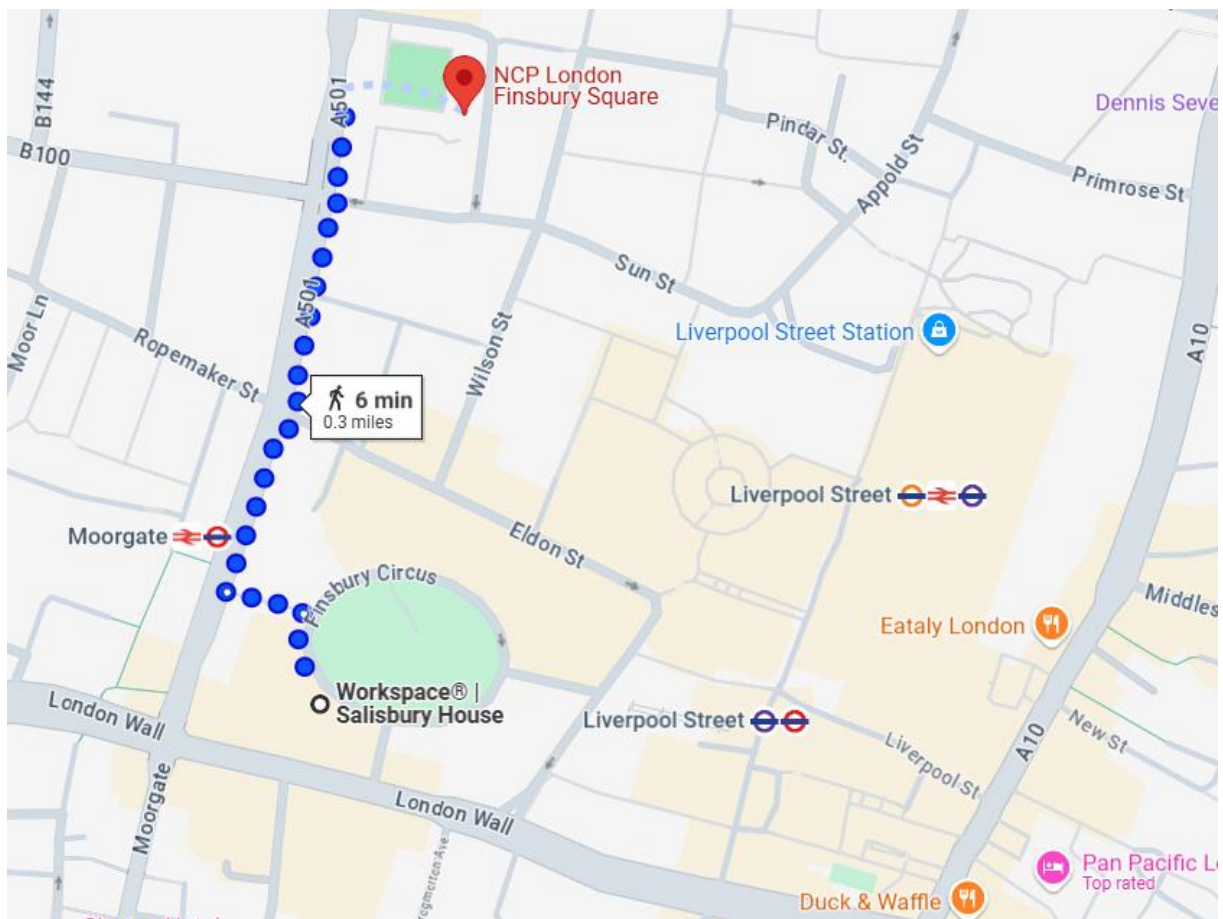 NCP London
Finsbury Square
A501
B144
B100
Dennis Seve
Pindar St.
Appold St
Primrose St
Moor Ln
Ropemaker St
A501
Wilson St
Sun St
Liverpool Street Station
A10
6 min
0.3 miles
Liverpool Street
Moorgate
Eldon St
Finsbury Circus
Middles
Eataly London
Workspace® |
Salisbury House
London Wall
Liverpool Street
A10
New St
Liverpool St
Moorgate
London Wall
Pan Pacific L
Top rated
Duck & Waffle